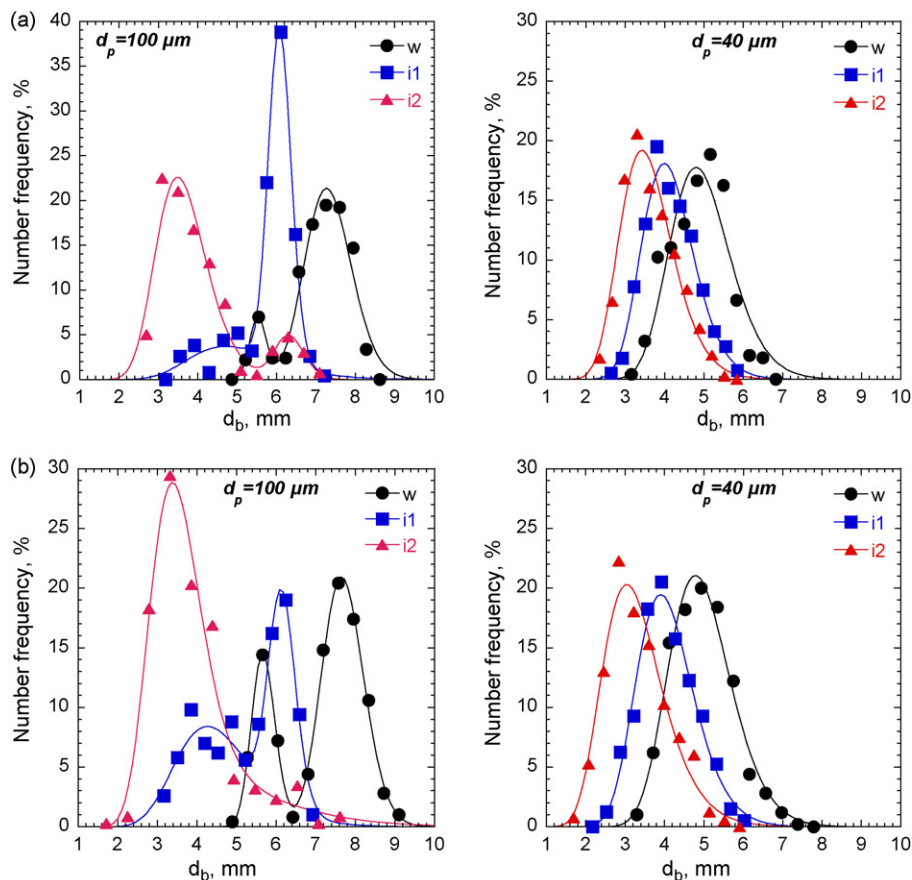 (a)
d_p=100 µm
w
i1
i2
40
35
30
25
20
15
10
5
0
Number frequency, %
1 2 3 4 5 6 7 8 9 10
d_b, mm
d_p=40 µm
w
i1
i2
30
25
20
15
10
5
0
Number frequency, %
1 2 3 4 5 6 7 8 9 10
d_b, mm
(b)
d_p=100 µm
w
i1
i2
30
25
20
15
10
5
0
Number frequency, %
1 2 3 4 5 6 7 8 9 10
d_b, mm
d_p=40 µm
w
i1
i2
30
25
20
15
10
5
0
Number frequency, %
1 2 3 4 5 6 7 8 9 10
d_b, mm